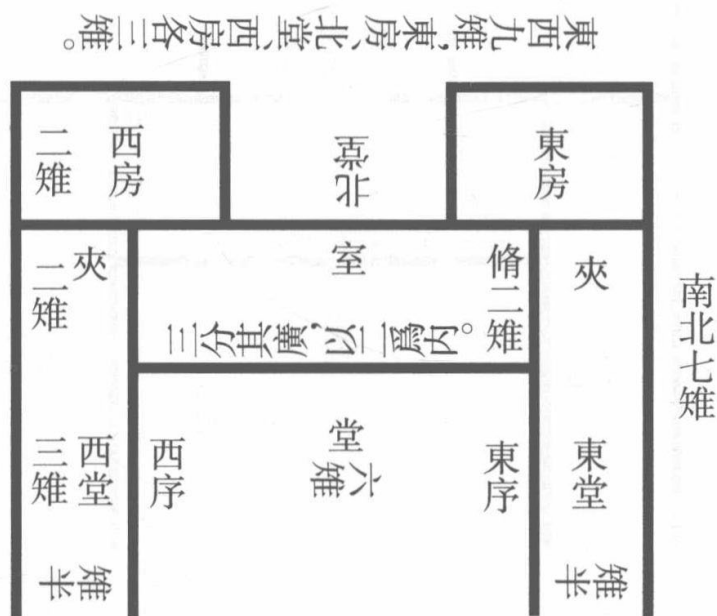 東西九雉,東房、北堂、西房各三雉。
東房
北堂
西房
二雉
夾
脩二雉
室
三分其廣,以二爲内。
夾
二雉
東堂
雉半
東序
堂
六雉
西序
西堂
三雉
雉半
南北七雉